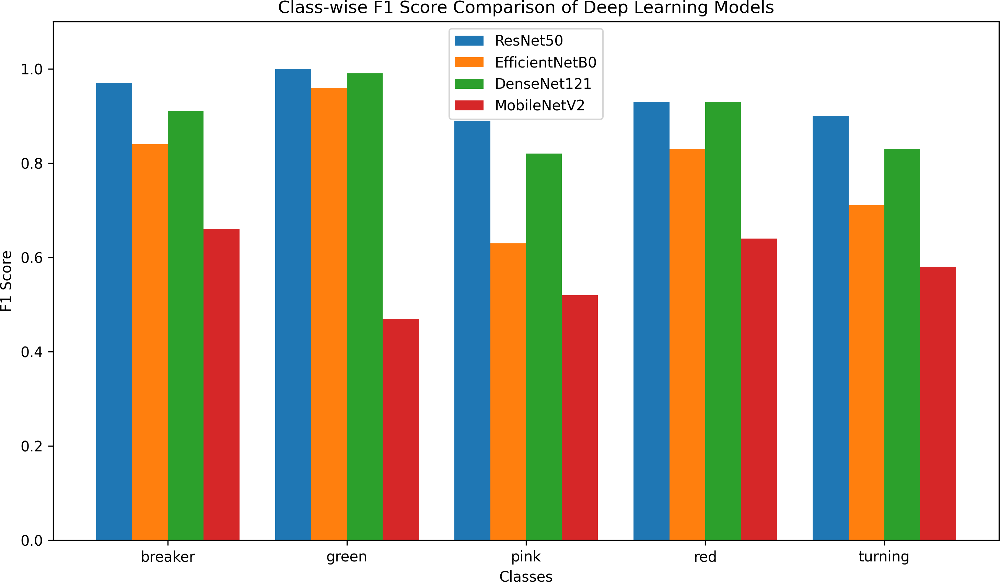 Class-wise F1 Score Comparison of Deep Learning Models
ResNet50
EfficientNetB0
DenseNet121
MobileNetV2
F1 Score
1.0
0.8
0.6
0.4
0.2
0.0
breaker green pink red turning
Classes